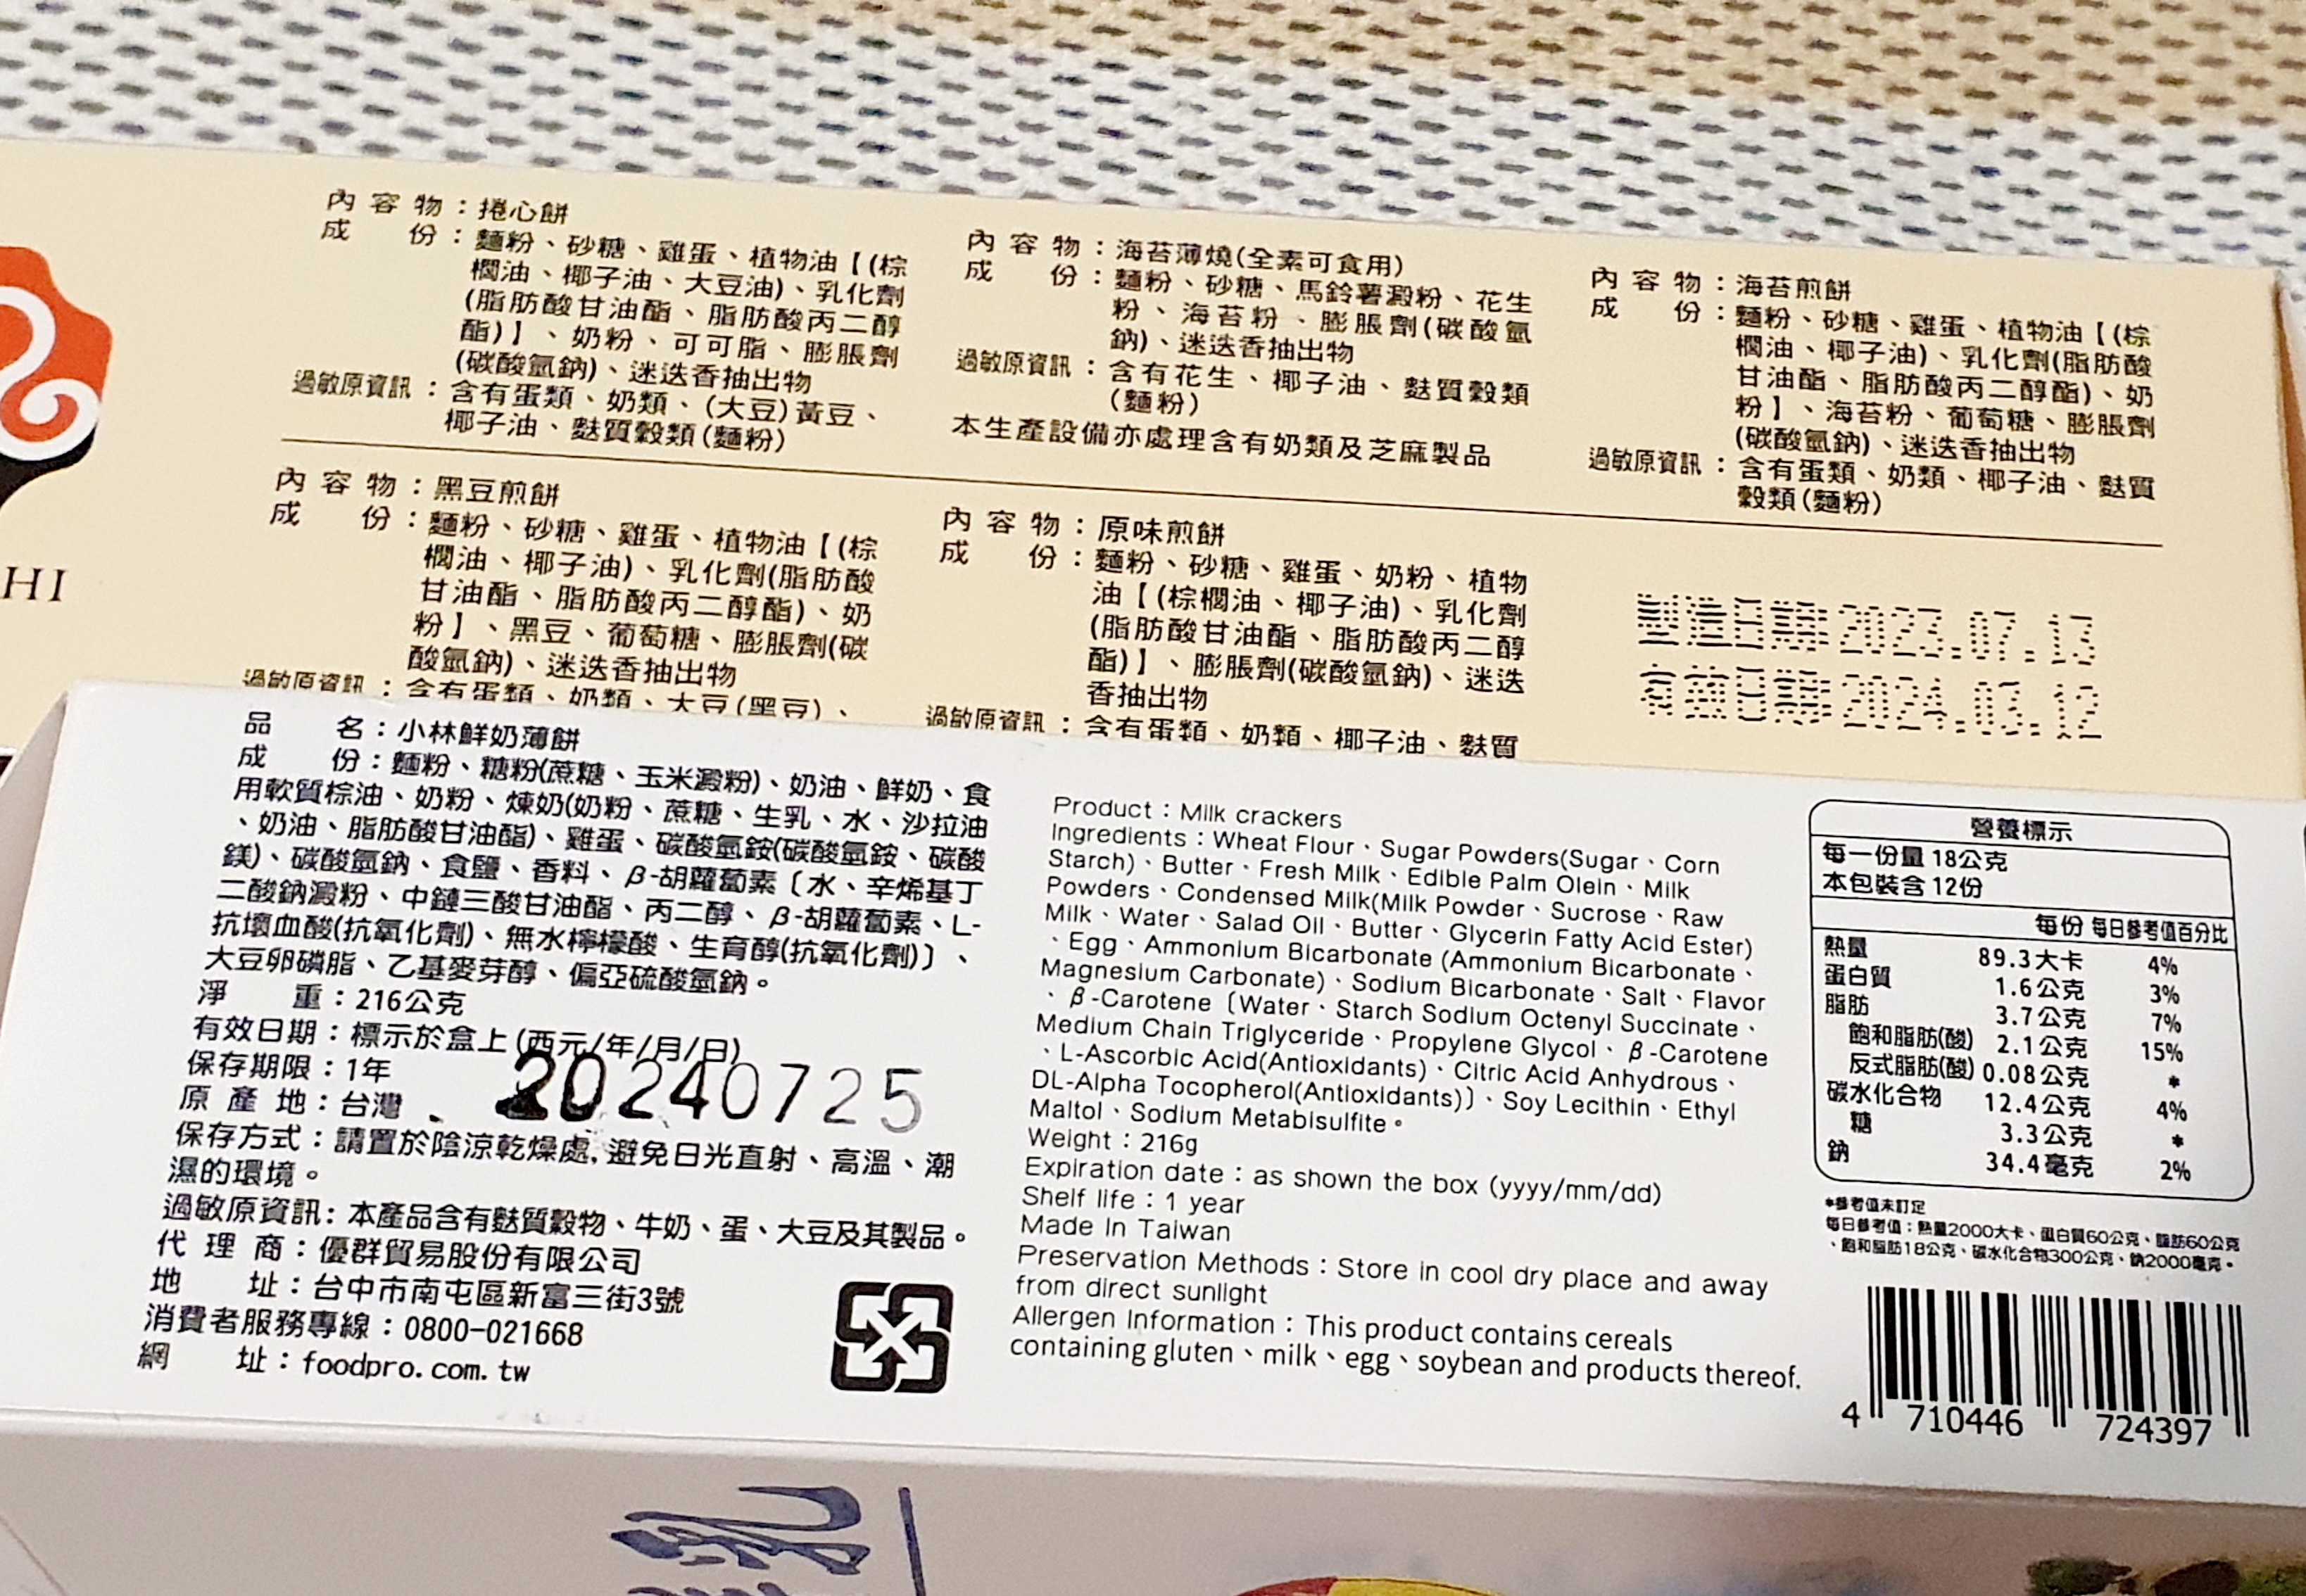 內容物：捲心餅
成份：麵粉、砂糖、雞蛋、植物油【(棕
櫚油、椰子油、大豆油)、乳化劑
(脂肪酸甘油酯、脂肪酸丙二醇
酯)】、奶粉、可可脂、膨脹劑
(碳酸氫鈉)、迷迭香抽出物
過敏原資訊：含有蛋類、奶類、(大豆)黃豆、
椰子油、麩質穀類(麵粉)
內容物：海苔薄燒(全素可食用)
成份：麵粉、砂糖、馬鈴薯澱粉、花生
粉、海苔粉、膨脹劑(碳酸氫
鈉)、迷迭香抽出物
過敏原資訊：含有花生、椰子油、麩質穀類
(麵粉)
本生產設備亦處理含有奶類及芝麻製品
內容物：海苔煎餅
成份：麵粉、砂糖、雞蛋、植物油【(棕
櫚油、椰子油)、乳化劑(脂肪酸
甘油酯、脂肪酸丙二醇酯)、奶
粉】、海苔粉、葡萄糖、膨脹劑
(碳酸氫鈉)、迷迭香抽出物
過敏原資訊：含有蛋類、奶類、椰子油、麩質
穀類(麵粉)
HI
內容物：黑豆煎餅
成份：麵粉、砂糖、雞蛋、植物油【(棕
櫚油、椰子油)、乳化劑(脂肪酸
甘油酯、脂肪酸丙二醇酯)、奶
粉】、黑豆、葡萄糖、膨脹劑(碳
酸氫鈉)、迷迭香抽出物
過敏原資訊：含有蛋類、奶類、大豆(黑豆)、
內容物：原味煎餅
成份：麵粉、砂糖、雞蛋、奶粉、植物
油【(棕櫚油、椰子油)、乳化劑
(脂肪酸甘油酯、脂肪酸丙二醇
酯)】、膨脹劑(碳酸氫鈉)、迷迭
香抽出物
過敏原資訊：含有蛋類、奶類、椰子油、麩質
製造日期2023.07.13
有效日期2024.03.12
品名：小林鮮奶薄餅
成份：麵粉、糖粉(蔗糖、玉米澱粉)、奶油、鮮奶、食
用軟質棕油、奶粉、煉奶(奶粉、蔗糖、生乳、水、沙拉油
、奶油、脂肪酸甘油酯)、雞蛋、碳酸氫銨(碳酸氫銨、碳酸
鎂)、碳酸氫鈉、食鹽、香料、β-胡蘿蔔素〔水、辛烯基丁
二酸鈉澱粉、中鏈三酸甘油酯、丙二醇、β-胡蘿蔔素、L-
抗壞血酸(抗氧化劑)、無水檸檬酸、生育醇(抗氧化劑)〕、
大豆卵磷脂、乙基麥芽醇、偏亞硫酸氫鈉。
淨重：216公克
有效日期：標示於盒上(西元/年/月/日)
保存期限：1年
20240725
原產地：台灣
保存方式：請置於陰涼乾燥處,避免日光直射、高溫、潮
濕的環境。
過敏原資訊：本產品含有麩質穀物、牛奶、蛋、大豆及其製品。
代理商：優群貿易股份有限公司
地址：台中市南屯區新富三街3號
消費者服務專線：0800-021668
網址：foodpro.com.tw
Product：Milk crackers
Ingredients：Wheat Flour、Sugar Powders(Sugar、Corn
Starch)、Butter、Fresh Milk、Edible Palm Olein、Milk
Powders、Condensed Milk(Milk Powder、Sucrose、Raw
Milk、Water、Salad Oil、Butter、Glycerin Fatty Acid Ester)
、Egg、Ammonium Bicarbonate (Ammonium Bicarbonate、
Magnesium Carbonate)、Sodium Bicarbonate、Salt、Flavor
、β-Carotene〔Water、Starch Sodium Octenyl Succinate、
Medium Chain Triglyceride、Propylene Glycol、β-Carotene
、L-Ascorbic Acid(Antioxidants)、Citric Acid Anhydrous、
DL-Alpha Tocopherol(Antioxidants)〕、Soy Lecithin、Ethyl
Maltol、Sodium Metabisulfite。
Weight：216g
Expiration date：as shown the box (yyyy/mm/dd)
Shelf life：1 year
Made In Taiwan
Preservation Methods：Store in cool dry place and away
from direct sunlight
Allergen Information：This product contains cereals
containing gluten、milk、egg、soybean and products thereof.
營養標示
每一份量 18公克
本包裝含 12份
每份 每日參考值百分比
熱量 89.3大卡 4%
蛋白質 1.6公克 3%
脂肪 3.7公克 7%
飽和脂肪(酸) 2.1公克 15%
反式脂肪(酸) 0.08公克 *
碳水化合物 12.4公克 4%
糖 3.3公克 *
鈉 34.4毫克 2%
*參考值未訂定
每日參考值：熱量2000大卡、蛋白質60公克、脂肪60公克
、飽和脂肪18公克、碳水化合物300公克、鈉2000毫克。
4 710446 724397
乳